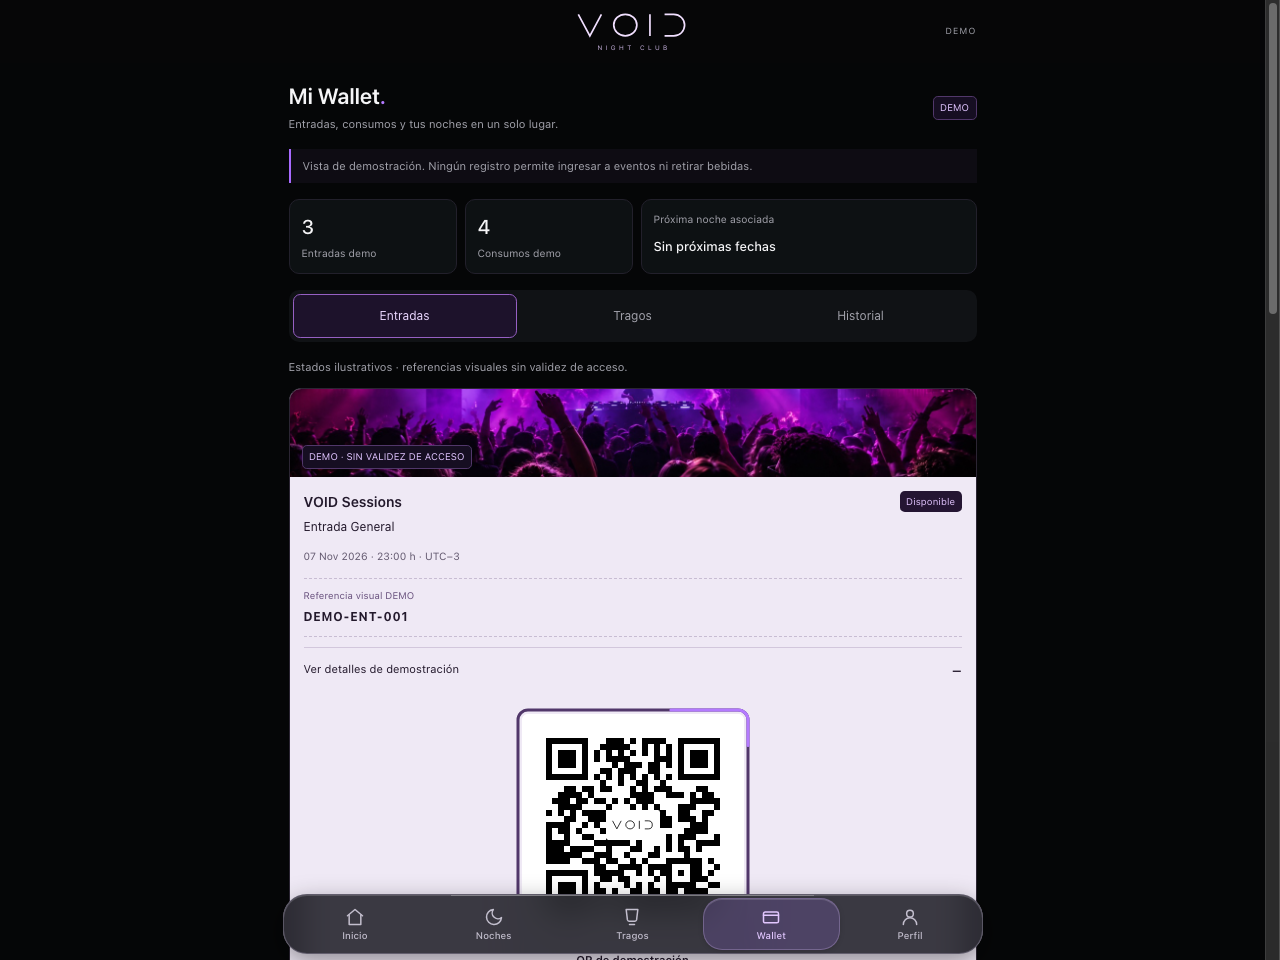 VOID
NIGHT CLUB
DEMO
Mi Wallet.
DEMO
Entradas, consumos y tus noches en un solo lugar.
Vista de demostración. Ningún registro permite ingresar a eventos ni retirar bebidas.
3
Entradas demo
4
Consumos demo
Próxima noche asociada
Sin próximas fechas
Entradas
Tragos
Historial
Estados ilustrativos · referencias visuales sin validez de acceso.
DEMO · SIN VALIDEZ DE ACCESO
VOID Sessions
Disponible
Entrada General
07 Nov 2026 · 23:00 h · UTC−3
Referencia visual DEMO
DEMO-ENT-001
Ver detalles de demostración
VOID
Inicio
Noches
Tragos
Wallet
Perfil
QR de demostración